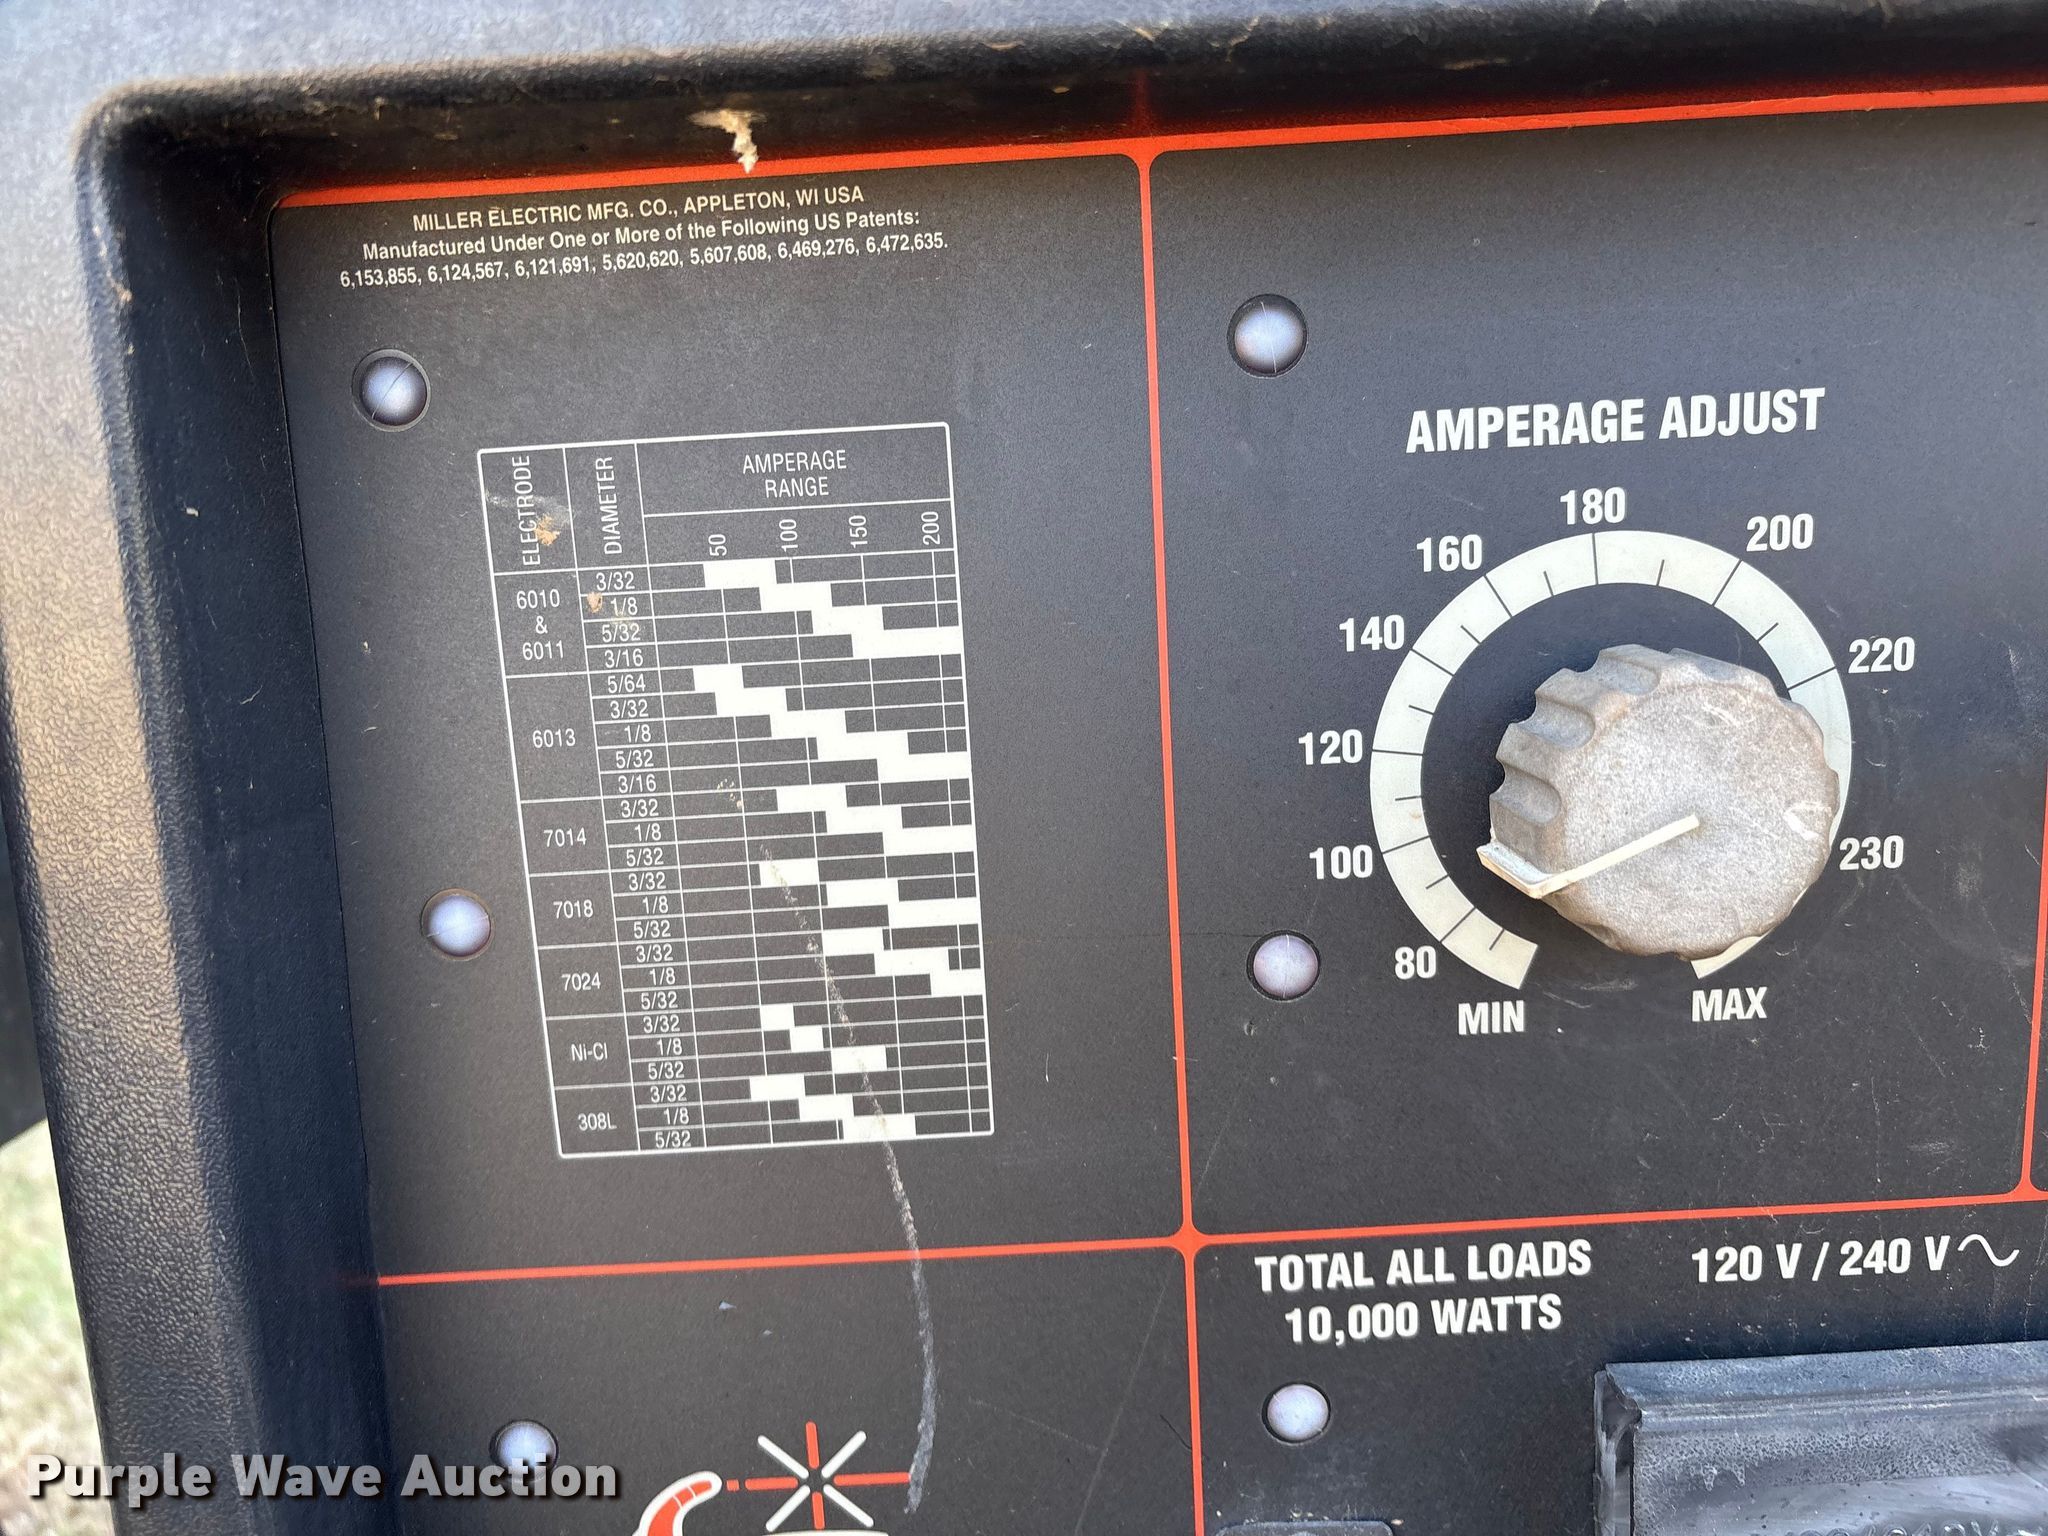 MILLER ELECTRIC MFG. CO., APPLETON, WI USA
Manufactured Under One or More of the Following US Patents:
6,153,855, 6,124,567, 6,121,691, 5,620,620, 5,607,608, 6,469,276, 6,472,635.
ELECTRODE
DIAMETER
AMPERAGE
RANGE
50 100 150 200
6010
&
6011
3/32
1/8
5/32
3/16
6013
5/64
3/32
1/8
5/32
3/16
7014
3/32
1/8
5/32
7018
3/32
1/8
5/32
7024
3/32
1/8
5/32
Ni-Cl
3/32
1/8
5/32
308L
3/32
1/8
5/32
AMPERAGE ADJUST
80
100
120
140
160
180
200
220
230
MIN
MAX
TOTAL ALL LOADS
10,000 WATTS
120 V / 240 V
Purple Wave Auction